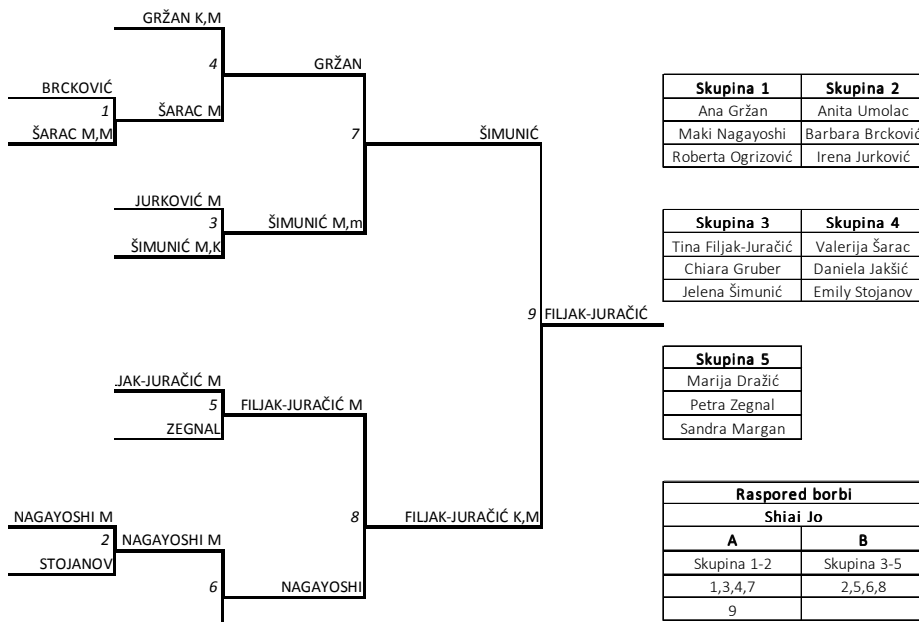 GRŽAN K,M
4
GRŽAN
BRCKOVIĆ
1
ŠARAC M
ŠARAC M,M
7
ŠIMUNIĆ
JURKOVIĆ M
3
ŠIMUNIĆ M,m
ŠIMUNIĆ M,K
9
FILJAK-JURAČIĆ
LJAK-JURAČIĆ M
5
FILJAK-JURAČIĆ M
ZEGNAL
8
FILJAK-JURAČIĆ K,M
NAGAYOSHI M
2
NAGAYOSHI M
STOJANOV
6
NAGAYOSHI
Skupina 1 Skupina 2
Ana Gržan Anita Umolac
Maki Nagayoshi Barbara Brcković
Roberta Ogrizović Irena Jurković
Skupina 3 Skupina 4
Tina Filjak-Juračić Valerija Šarac
Chiara Gruber Daniela Jakšić
Jelena Šimunić Emily Stojanov
Skupina 5
Marija Dražić
Petra Zegnal
Sandra Margan
Raspored borbi
Shiai Jo
A B
Skupina 1-2 Skupina 3-5
1,3,4,7 2,5,6,8
9